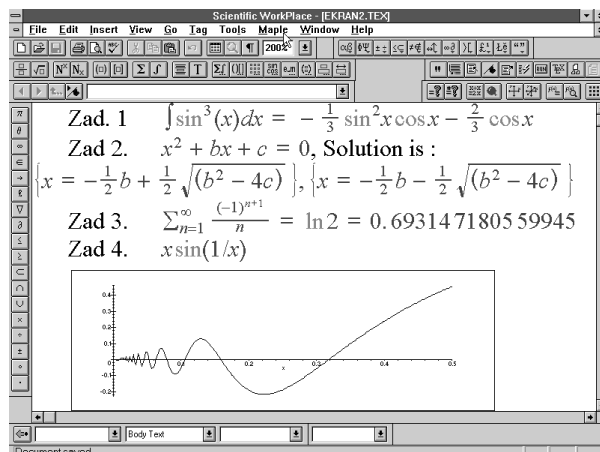 Scientific WorkPlace - [EKRAN2.TEX]
File Edit Insert View Go Tag Tools Maple Window Help
200%
Zad. 1 ∫sin³(x)dx = − 1/3 sin²x cos x − 2/3 cos x
Zad 2. x² + bx + c = 0, Solution is :
{x = −1/2 b + 1/2 √(b² − 4c) }, {x = −1/2 b − 1/2 √(b² − 4c) }
Zad 3. ∑ₙ₌₁^∞ (−1)ⁿ⁺¹/n = ln2 = 0.693147180559945
Zad 4. x sin(1/x)
0.4
0.3
0.2
0.1
0 0.1 0.2 x 0.3 0.4 0.5
-0.1
-0.2
Body Text
Document saved